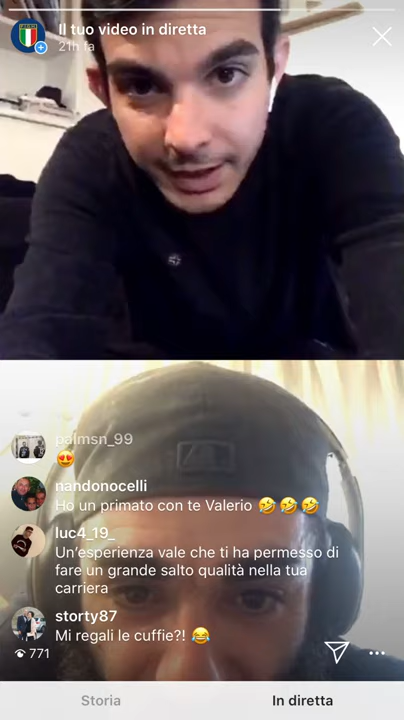 Il tuo video in diretta
21h fa
palmsn_99
😍
nandonocelli
Ho un primato con te Valerio 🤣🤣🤣
luc4_19_
Un'esperienza vale che ti ha permesso di
fare un grande salto qualità nella tua
carriera
storty87
Mi regali le cuffie?! 😂
771
Storia
In diretta